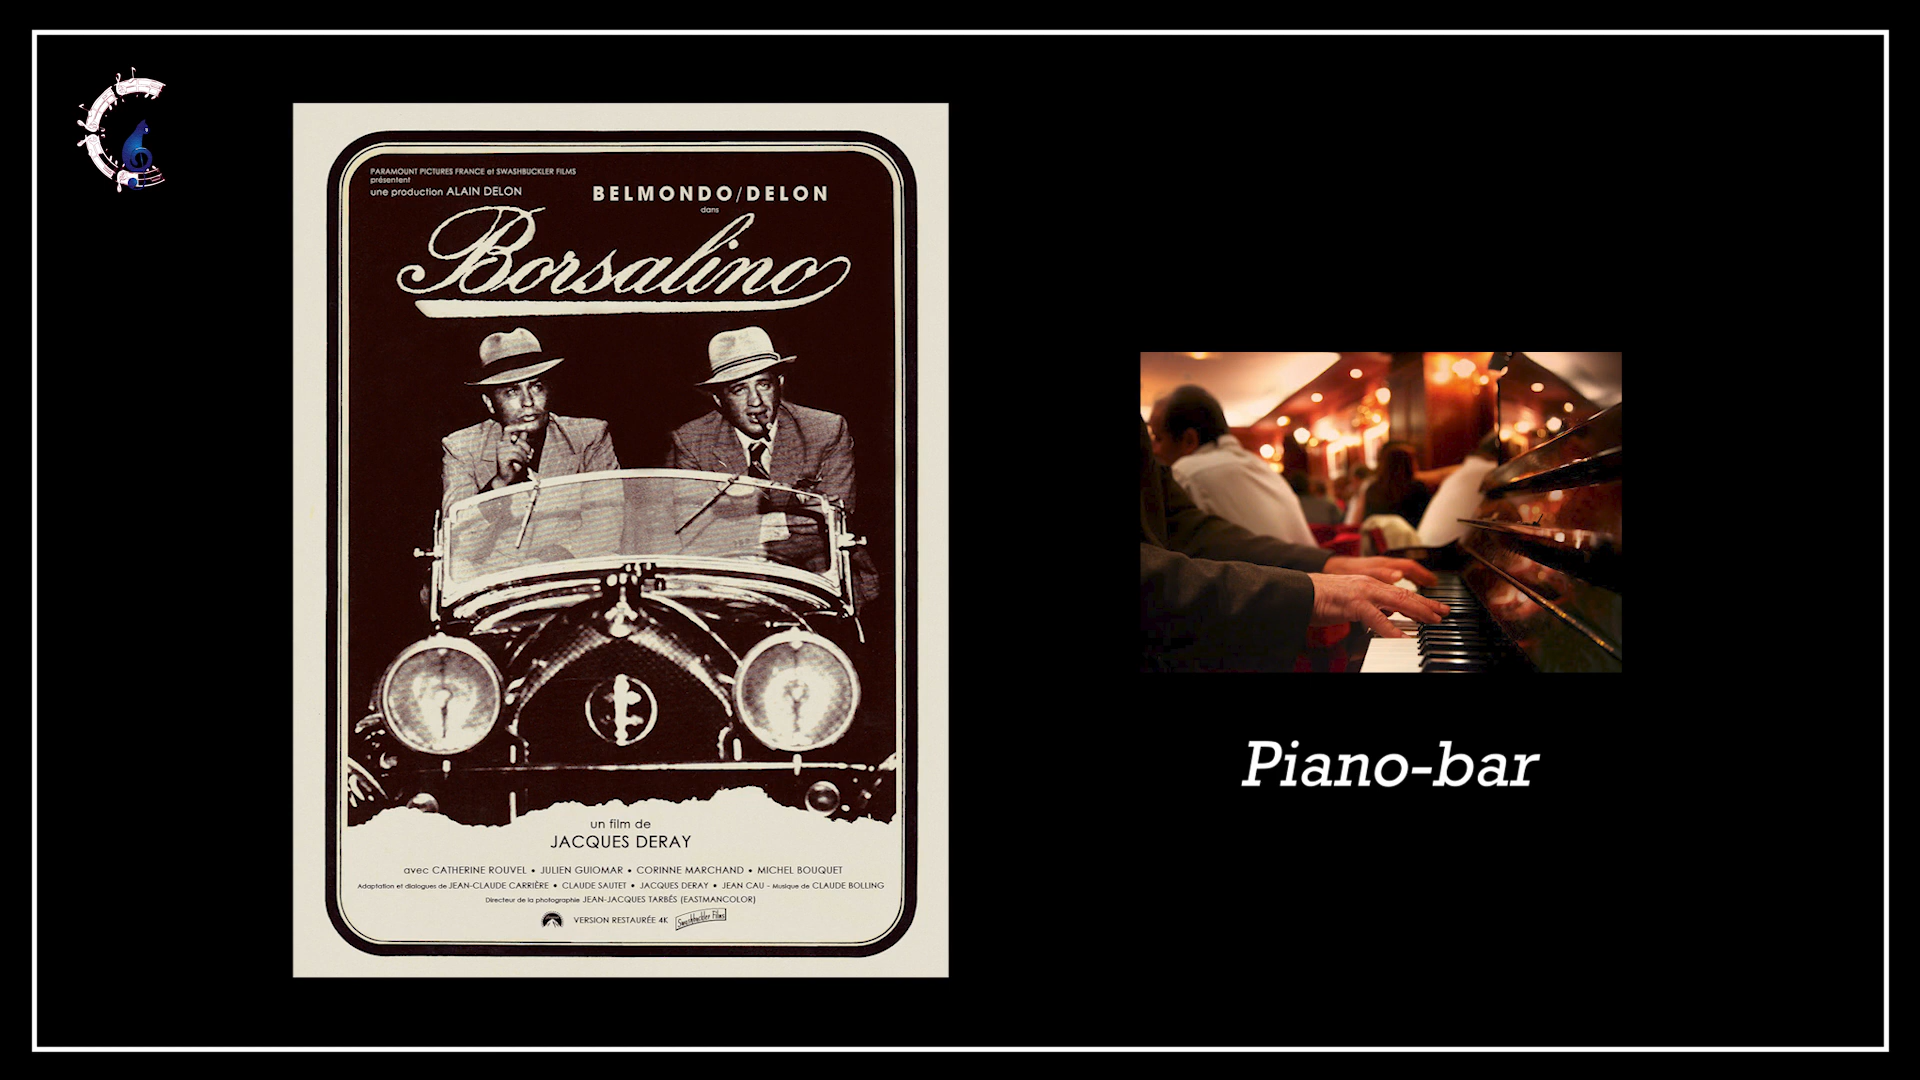 PARAMOUNT PICTURES FRANCE et SWASHBUCKLER FILMS
présentent
une production ALAIN DELON
BELMONDO/DELON
dans
Borsalino
un film de
JACQUES DERAY
avec CATHERINE ROUVEL • JULIEN GUIOMAR • CORINNE MARCHAND • MICHEL BOUQUET
Adaptation et dialogues de JEAN-CLAUDE CARRIÈRE • CLAUDE SAUTET • JACQUES DERAY • JEAN CAU - Musique de CLAUDE BOLLING
Directeur de la photographie JEAN-JACQUES TARBÈS (EASTMANCOLOR)
VERSION RESTAURÉE 4K
Swashbuckler Films
Piano-bar